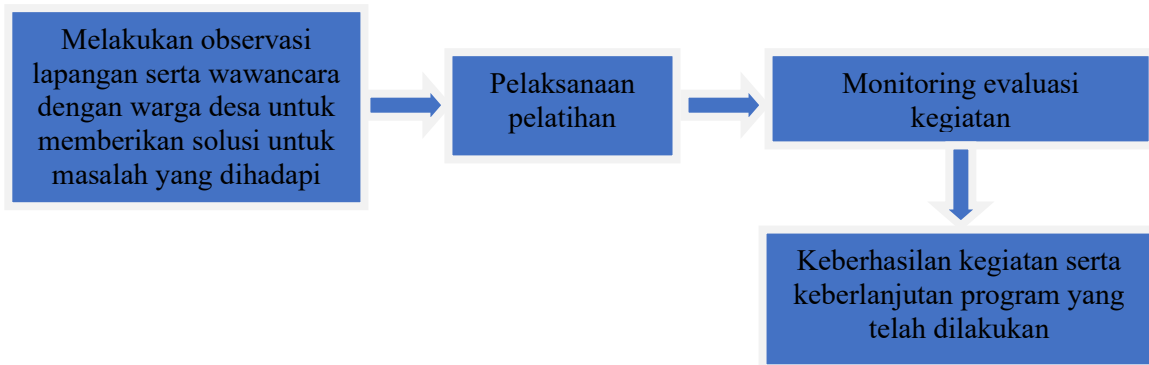 Melakukan observasi
lapangan serta wawancara
dengan warga desa untuk
memberikan solusi untuk
masalah yang dihadapi
Pelaksanaan
pelatihan
Monitoring evaluasi
kegiatan
Keberhasilan kegiatan serta
keberlanjutan program yang
telah dilakukan